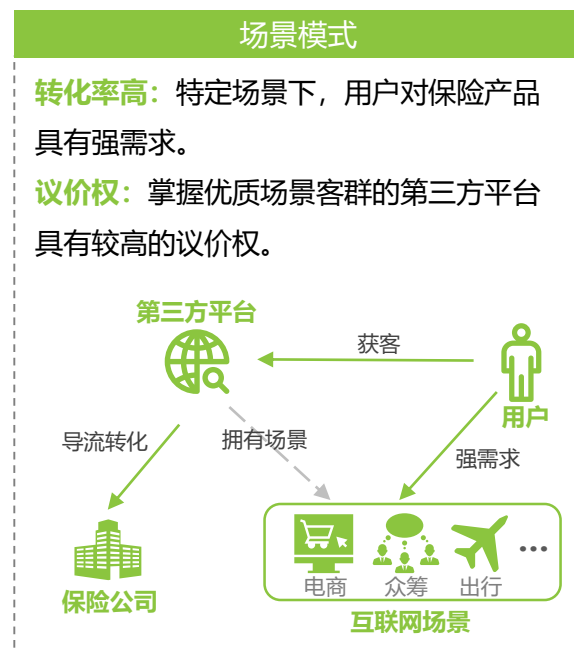 场景模式
转化率高：特定场景下，用户对保险产品
具有强需求。
议价权：掌握优质场景客群的第三方平台
具有较高的议价权。
第三方平台
获客
用户
导流转化
拥有场景
强需求
电商
众筹
出行
...
保险公司
互联网场景